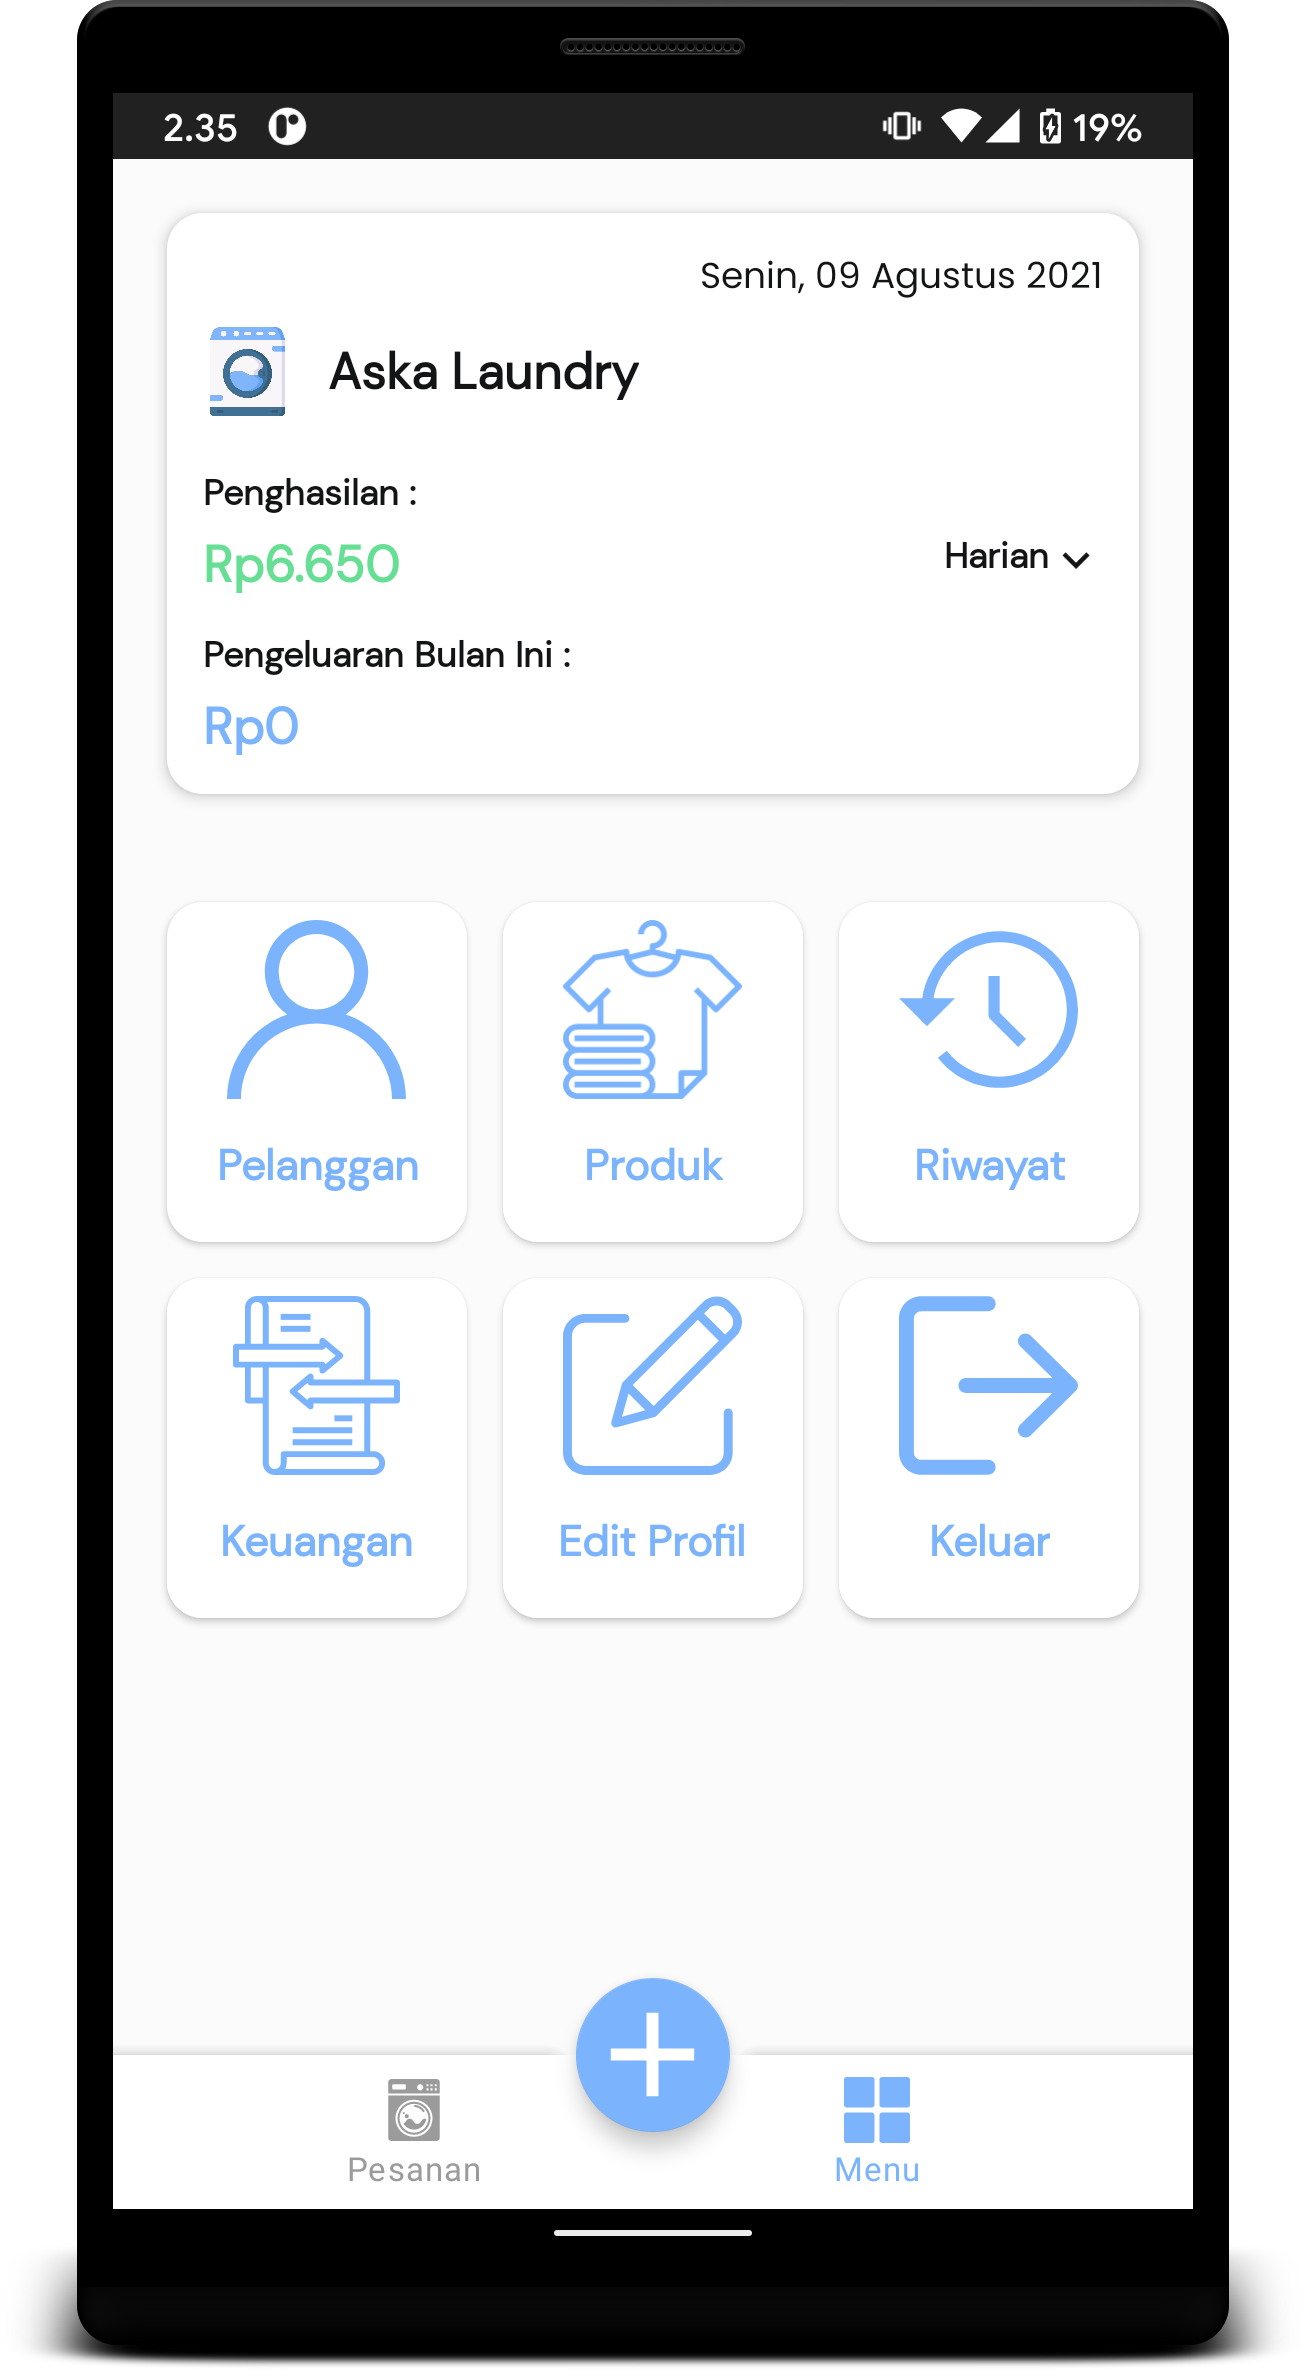 2.35 19%
Senin, 09 Agustus 2021
Aska Laundry
Penghasilan :
Rp6.650
Harian
Pengeluaran Bulan Ini :
Rp0
Pelanggan Produk Riwayat
Keuangan Edit Profil Keluar
Pesanan Menu